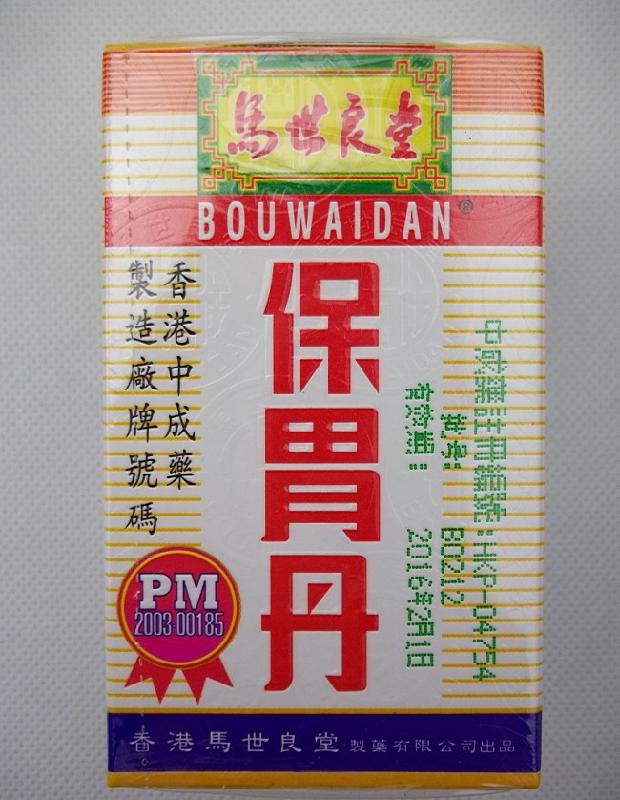 馬世良堂
BOUWAIDAN®
保胃丹
香港中成藥
製造廠牌號碼
PM
2003-00185
中成藥註冊編號:HKP-04754
批号: B0212
有效期: 2016年2月1日
香港馬世良堂製藥有限公司出品